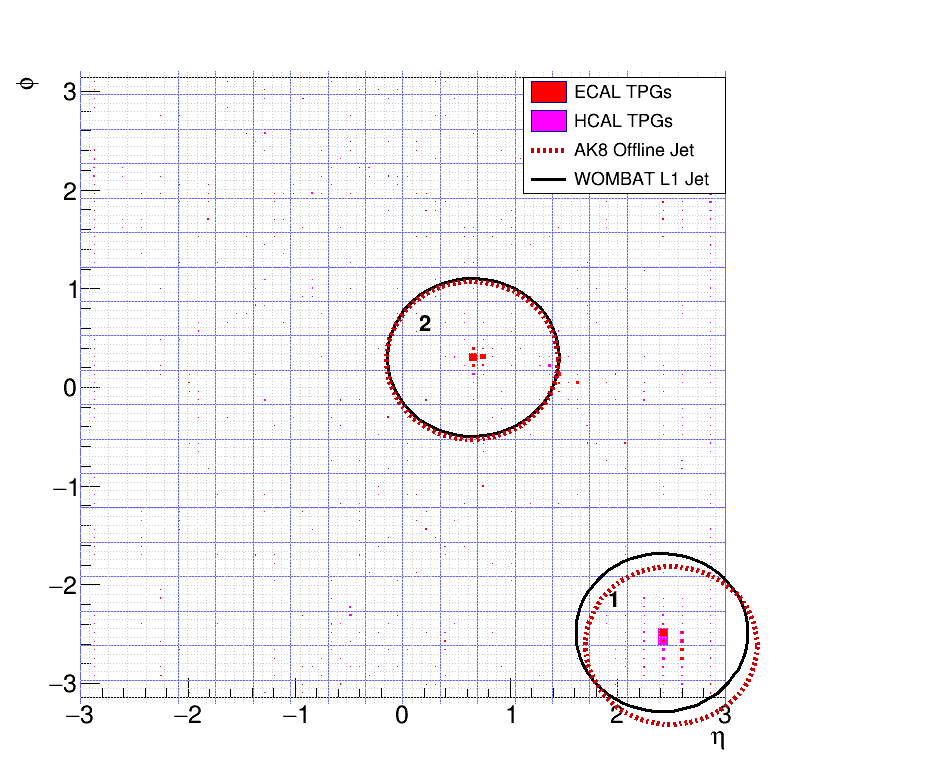 φ
3
2
1
0
−1
−2
−3
ECAL TPGs
HCAL TPGs
AK8 Offline Jet
WOMBAT L1 Jet
2
1
−3 −2 −1 0 1 2 3
η